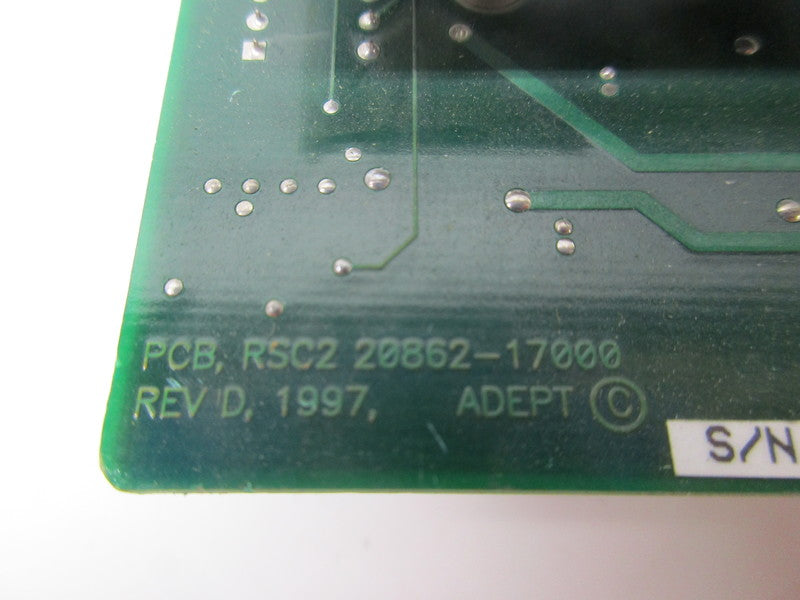 PCB, RSC2 20862-17000
REV D, 1997, ADEPT ©
S/N